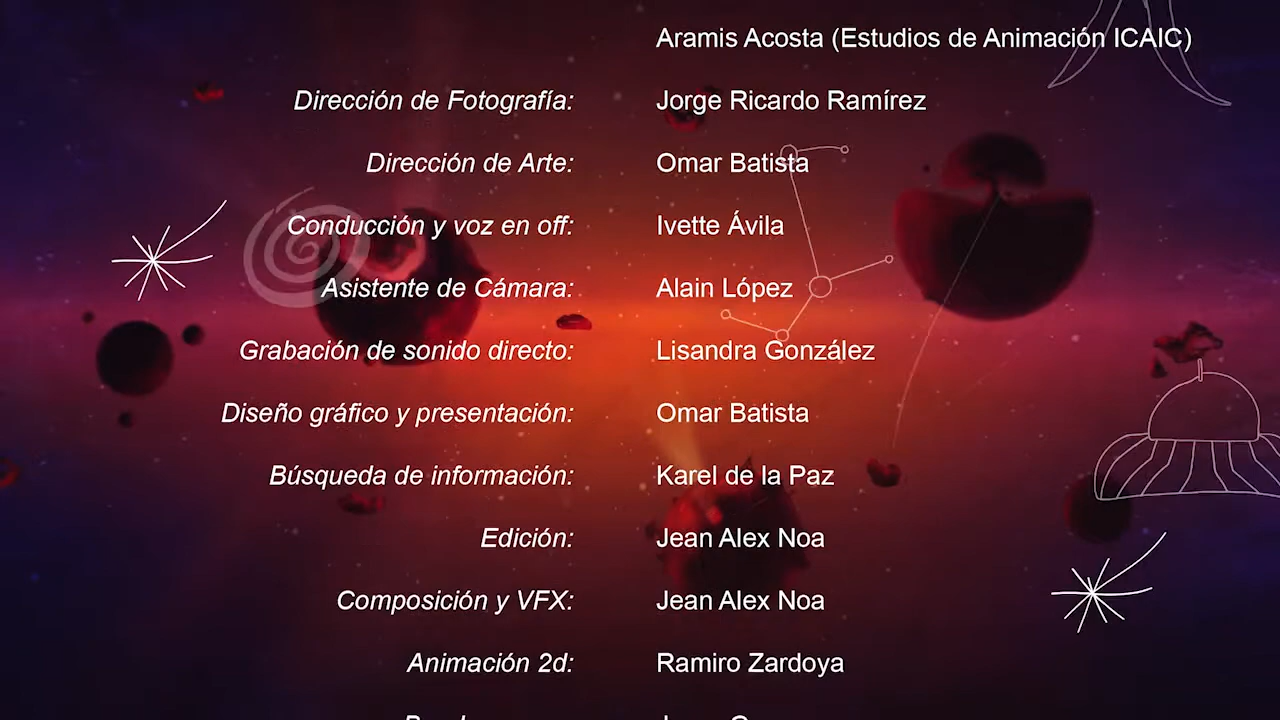 Aramis Acosta (Estudios de Animación ICAIC)
Dirección de Fotografía: Jorge Ricardo Ramírez
Dirección de Arte: Omar Batista
Conducción y voz en off: Ivette Ávila
Asistente de Cámara: Alain López
Grabación de sonido directo: Lisandra González
Diseño gráfico y presentación: Omar Batista
Búsqueda de información: Karel de la Paz
Edición: Jean Alex Noa
Composición y VFX: Jean Alex Noa
Animación 2d: Ramiro Zardoya